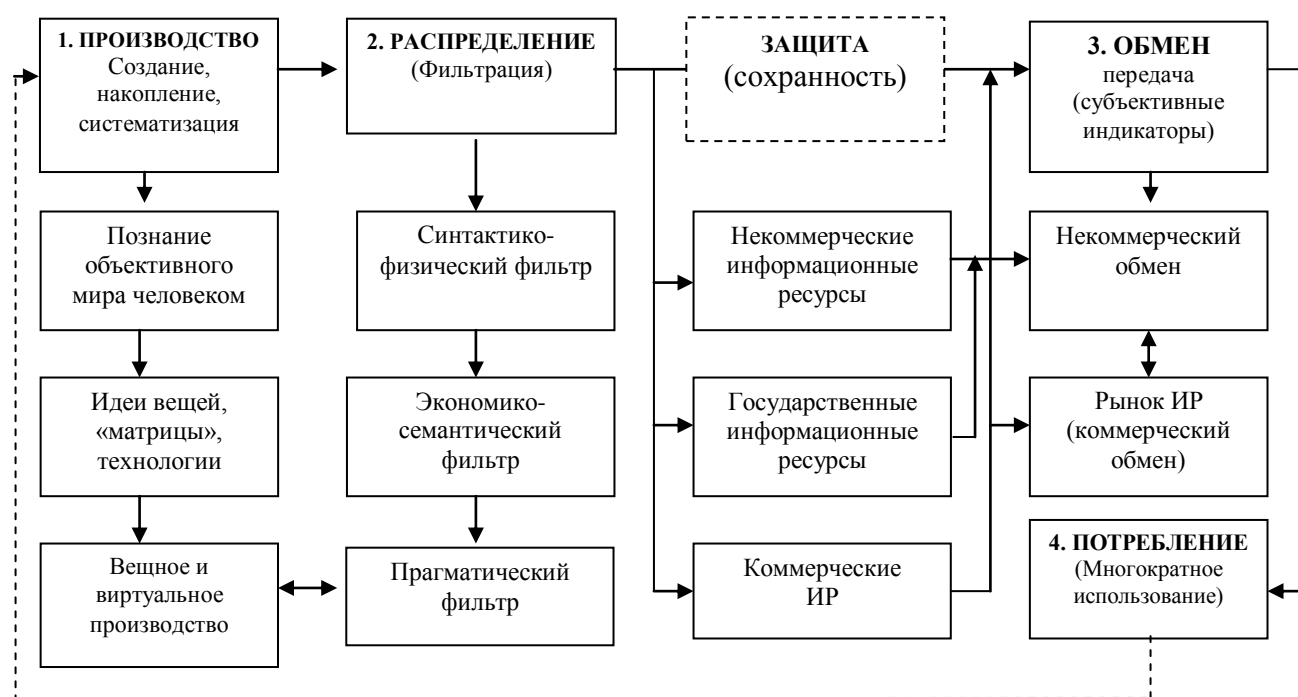 1. ПРОИЗВОДСТВО
Создание,
накопление,
систематизация
2. РАСПРЕДЕЛЕНИЕ
(Фильтрация)
ЗАЩИТА
(сохранность)
3. ОБМЕН
передача
(субъективные
индикаторы)
Познание
объективного
мира человеком
Синтактико-
физический фильтр
Некоммерческие
информационные
ресурсы
Некоммерческий
обмен
Идеи вещей,
«матрицы»,
технологии
Экономико-
семантический
фильтр
Государственные
информационные
ресурсы
Рынок ИР
(коммерческий
обмен)
Вещное и
виртуальное
производство
Прагматический
фильтр
Коммерческие
ИР
4. ПОТРЕБЛЕНИЕ
(Многократное
использование)